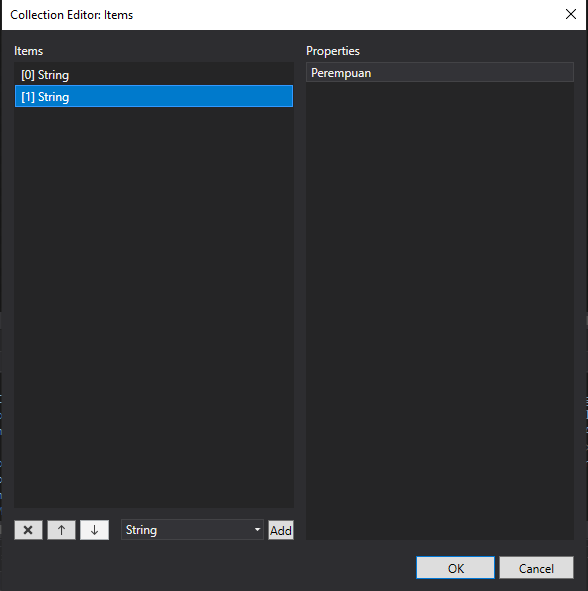 Collection Editor: Items
Items
Properties
[0] String
Perempuan
[1] String
String
Add
OK
Cancel